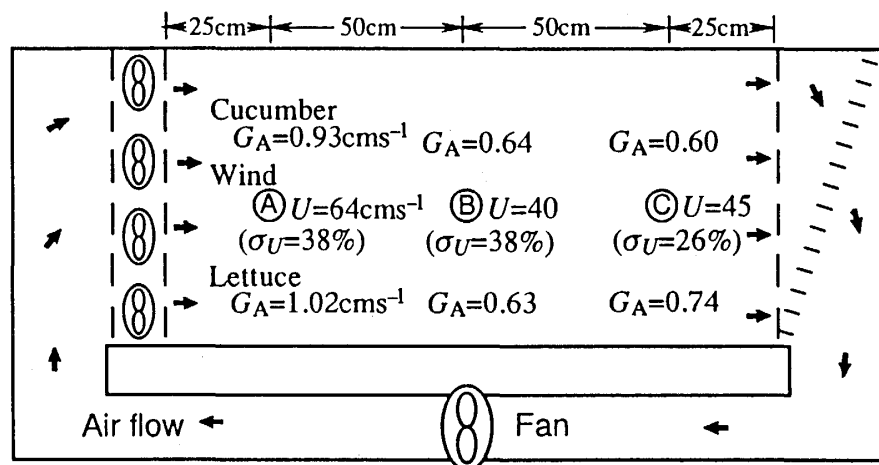 25cm 50cm 50cm 25cm
Cucumber
G_A=0.93cms⁻¹ G_A=0.64 G_A=0.60
Wind
Ⓐ U=64cms⁻¹ Ⓑ U=40 Ⓒ U=45
(σ_U=38%) (σ_U=38%) (σ_U=26%)
Lettuce
G_A=1.02cms⁻¹ G_A=0.63 G_A=0.74
Air flow Fan